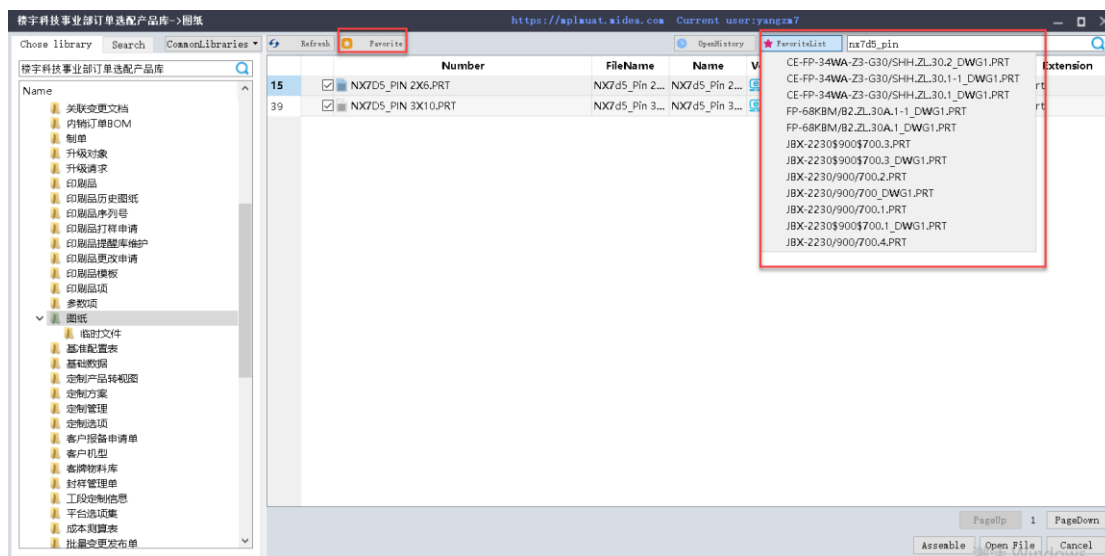 楼宇科技事业部订单选配产品库->图纸 https://mplmuat.midea.com Current user:yangzm7
Chose library Search CommonLibraries Refresh Favorite OpenHistory FavoriteList nx7d5_pin
楼宇科技事业部订单选配产品库
Number FileName Name Extension
Name
15 NX7D5_PIN 2X6.PRT NX7d5_Pin 2... NX7d5_Pin 2...
39 NX7D5_PIN 3X10.PRT NX7d5_Pin 3... NX7d5_Pin 3...
CE-FP-34WA-Z3-G30/SHH.ZL.30.2_DWG1.PRT
CE-FP-34WA-Z3-G30/SHH.ZL.30.1-1_DWG1.PRT
CE-FP-34WA-Z3-G30/SHH.ZL.30.1_DWG1.PRT
FP-68KBM/B2.ZL.30A.1-1_DWG1.PRT
FP-68KBM/B2.ZL.30A.1_DWG1.PRT
JBX-2230$900$700.3.PRT
JBX-2230$900$700.3_DWG1.PRT
JBX-2230/900/700.2.PRT
JBX-2230/900/700_DWG1.PRT
JBX-2230/900/700.1.PRT
JBX-2230$900$700.1_DWG1.PRT
JBX-2230/900/700.4.PRT
关联变更文档
内销订单BOM
制单
升级对象
升级请求
印刷品
印刷品历史图纸
印刷品序列号
印刷品打样申请
印刷品提醒库维护
印刷品更改申请
印刷品模板
印刷品项
参数项
图纸
临时文件
基准配置表
基础数据
定制产品转视图
定制方案
定制管理
定制选项
客户报备申请单
客户机型
客牌物料库
封样管理单
工段定制信息
平台选项集
成本测算表
批量变更发布单
PageUp 1 PageDown
Assemble Open File Cancel